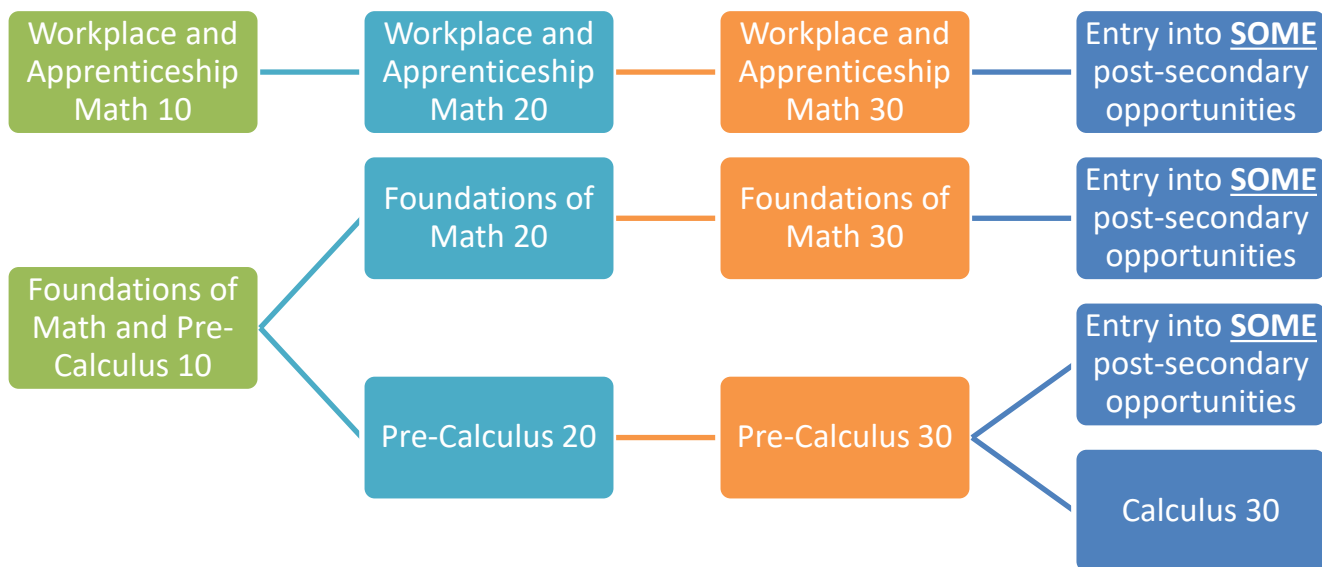 Workplace and
Apprenticeship
Math 10
Workplace and
Apprenticeship
Math 20
Workplace and
Apprenticeship
Math 30
Entry into SOME
post-secondary
opportunities
Foundations of
Math and Pre-
Calculus 10
Foundations of
Math 20
Foundations of
Math 30
Entry into SOME
post-secondary
opportunities
Pre-Calculus 20
Pre-Calculus 30
Entry into SOME
post-secondary
opportunities
Calculus 30